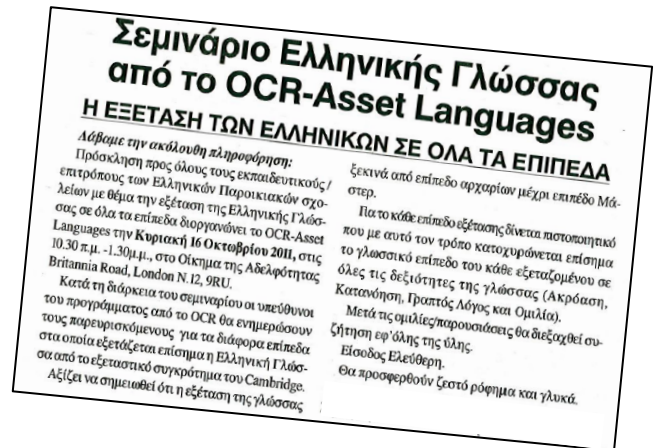 Σεμινάριο Ελληνικής Γλώσσας
από το OCR-Asset Languages
Η ΕΞΕΤΑΣΗ ΤΩΝ ΕΛΛΗΝΙΚΩΝ ΣΕ ΟΛΑ ΤΑ ΕΠΙΠΕΔΑ
Λάβαμε την ακόλουθη πληροφόρηση:
Πρόσκληση προς όλους τους εκπαιδευτικούς/
επιτρόπους των Ελληνικών Παροικιακών σχο-
λείων με θέμα την εξέταση της Ελληνικής Γλώσ-
σας σε όλα τα επίπεδα διοργανώνει το OCR-Asset
Languages την Κυριακή 16 Οκτωβρίου 2011, στις
10.30 π.μ. -1.30μ.μ., στο Οίκημα της Αδελφότητας
Britannia Road, London N.12, 9RU.
Κατά τη διάρκεια του σεμιναρίου οι υπεύθυνοι
του προγράμματος από το OCR θα ενημερώσουν
τους παρευρισκόμενους για τα διάφορα επίπεδα
στα οποία εξετάζεται επίσημα η Ελληνική Γλώσ-
σα από το εξεταστικό συγκρότημα του Cambridge.
Αξίζει να σημειωθεί ότι η εξέταση της γλώσσας
ξεκινά από επίπεδο αρχαρίων μέχρι επιπέδο Μά-
στερ.
Για το κάθε επίπεδο εξέτασης δίνεται πιστοποιητικό
που με αυτό τον τρόπο κατοχυρώνεται επίσημα
το γλωσσικό επίπεδο του κάθε εξεταζομένου σε
όλες τις δεξιότητες της γλώσσας (Ακρόαση,
Κατανόηση, Γραπτός Λόγος και Ομιλία).
Μετά τις ομιλίες/παρουσιάσεις θα διεξαχθεί συ-
ζήτηση εφ'όλης της ύλης.
Είσοδος Ελεύθερη.
Θα προσφερθούν ζεστό ρόφημα και γλυκά.